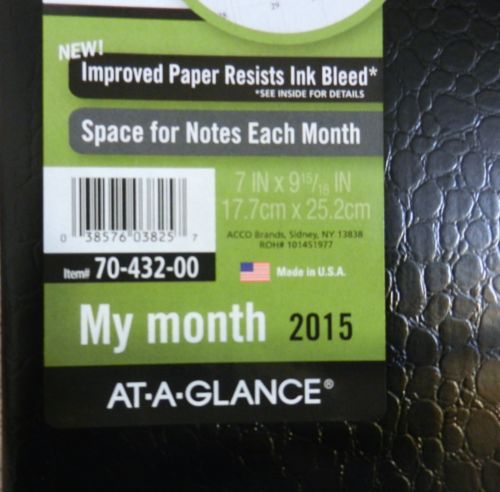 NEW!
Improved Paper Resists Ink Bleed*
*SEE INSIDE FOR DETAILS
Space for Notes Each Month
7 IN x 9 15/16 IN
17.7cm x 25.2cm
0 38576 03825 7
ACCO Brands, Sidney, NY 13838
ROH# 101451977
Item# 70-432-00
Made in U.S.A.
My month 2015
AT-A-GLANCE®